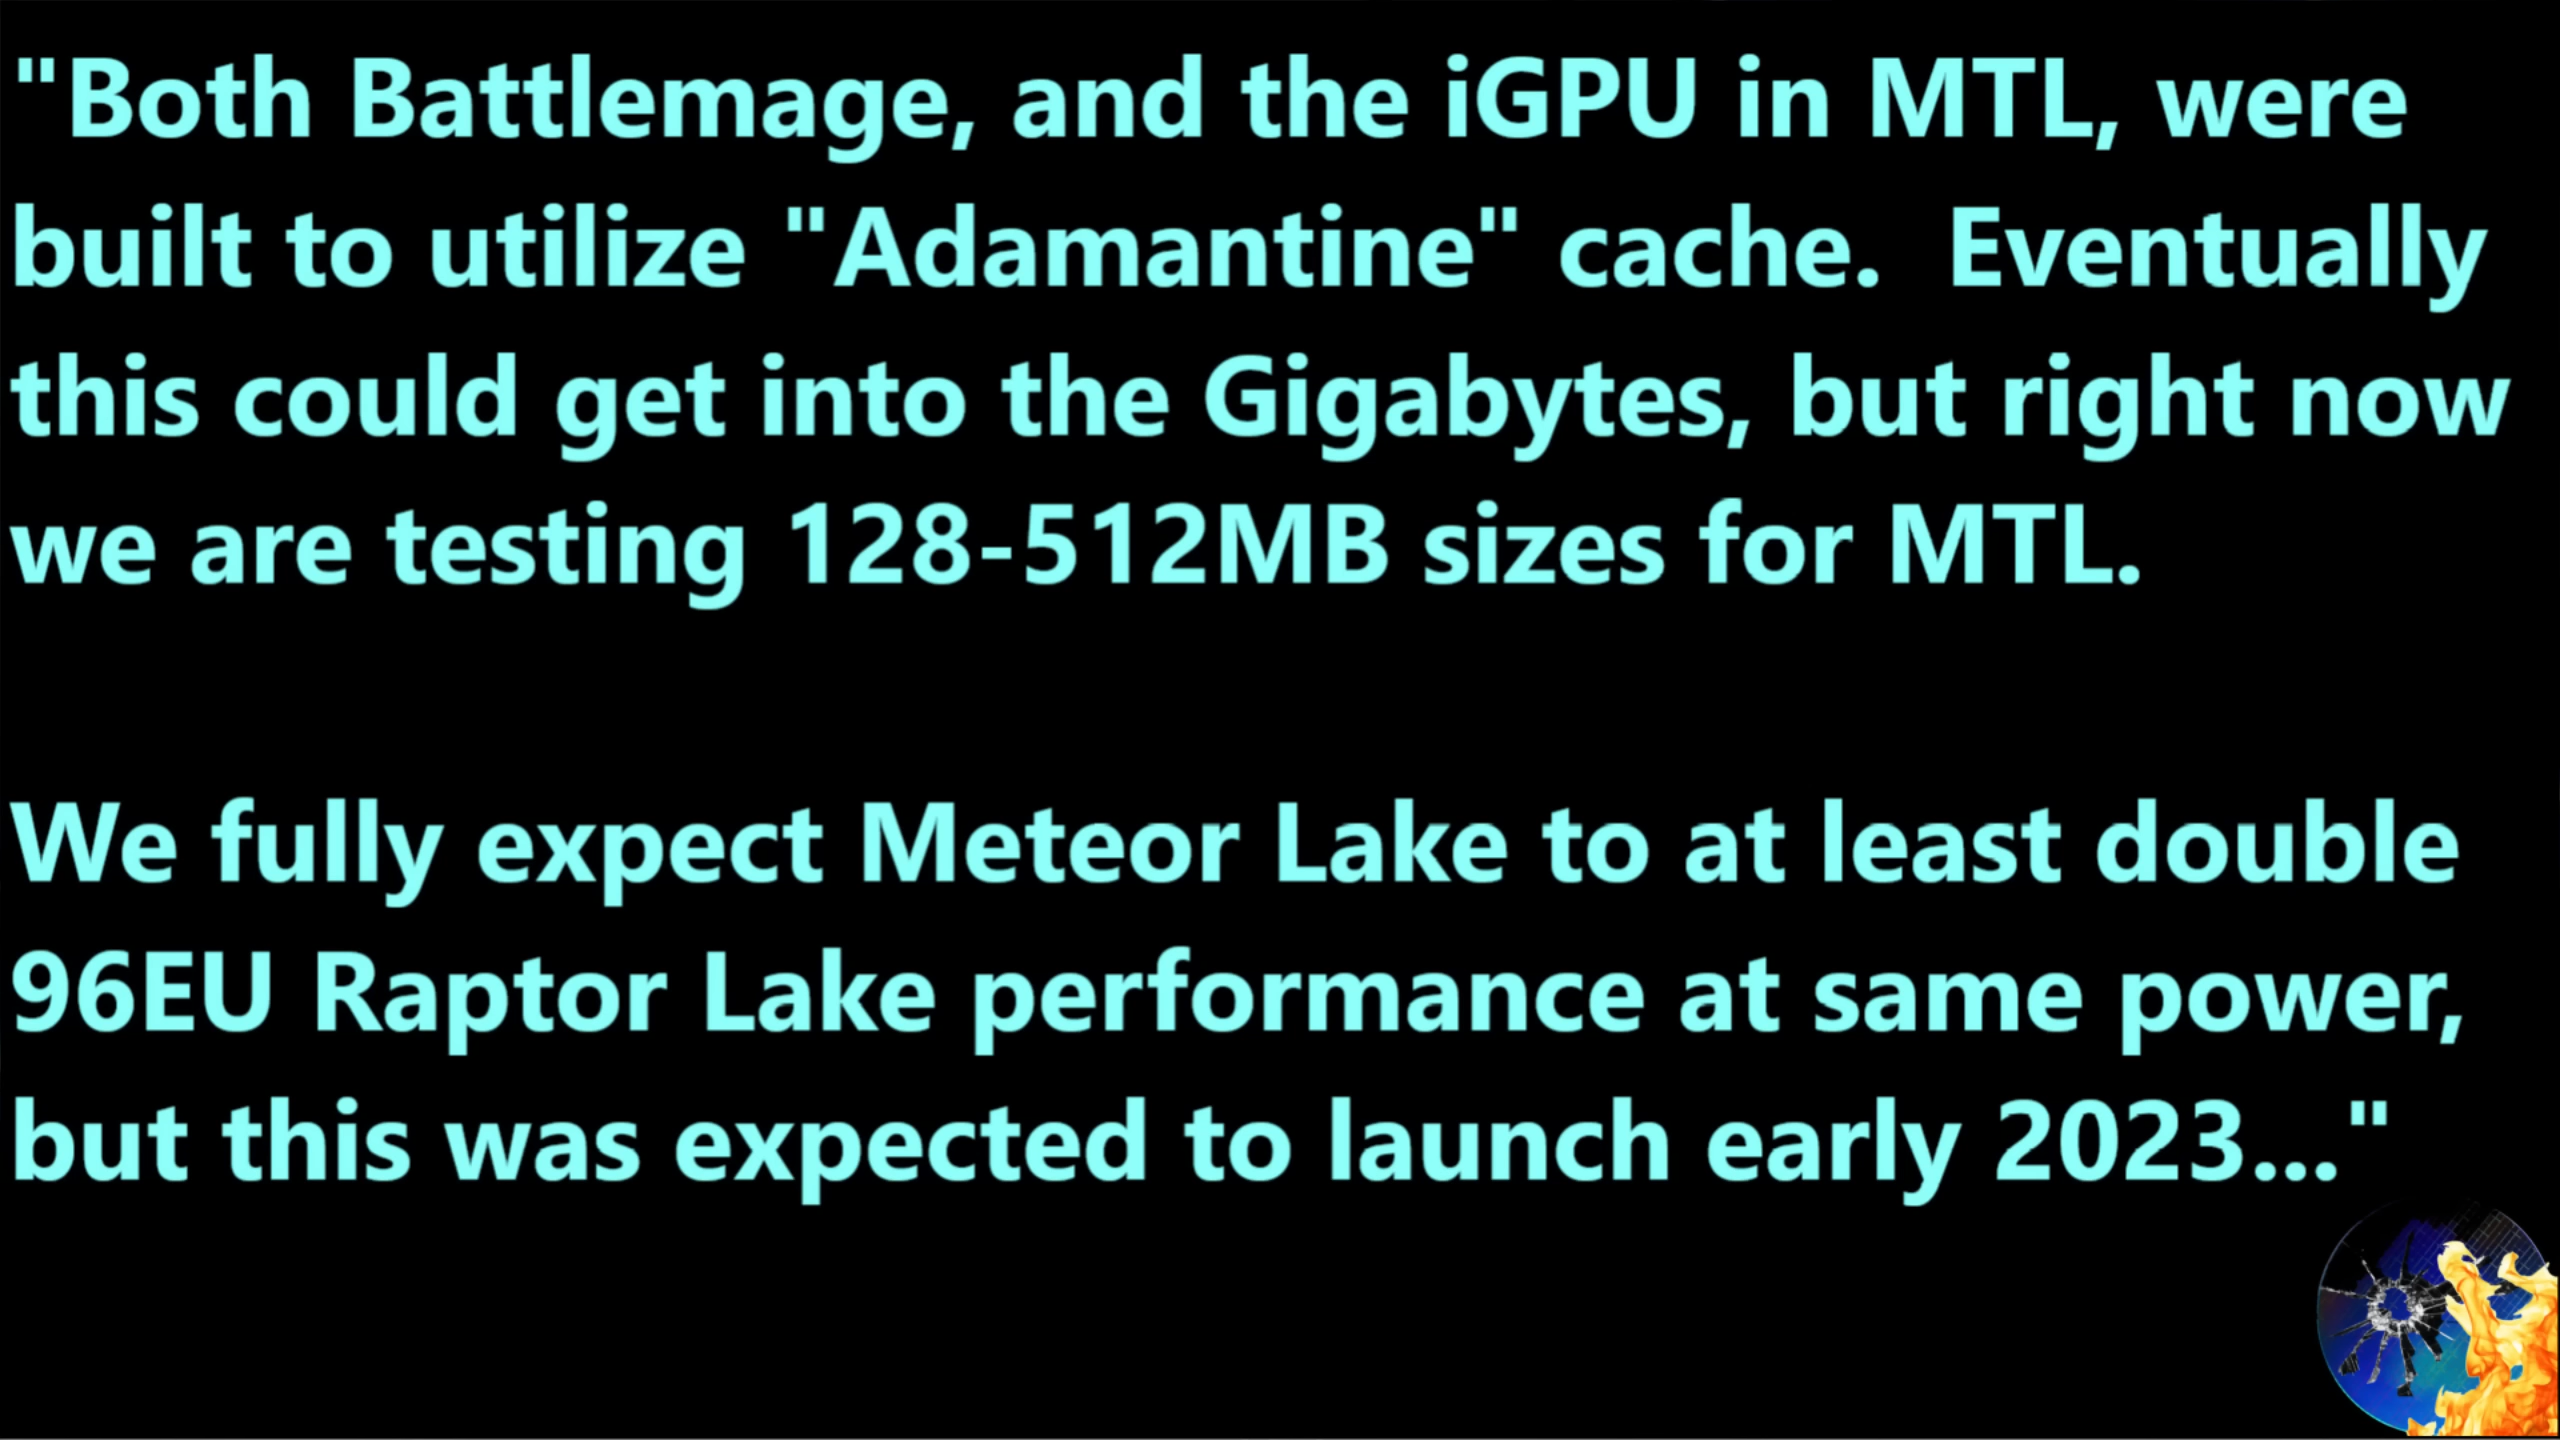 "Both Battlemage, and the iGPU in MTL, were
built to utilize "Adamantine" cache.  Eventually
this could get into the Gigabytes, but right now
we are testing 128-512MB sizes for MTL.
We fully expect Meteor Lake to at least double
96EU Raptor Lake performance at same power,
but this was expected to launch early 2023..."